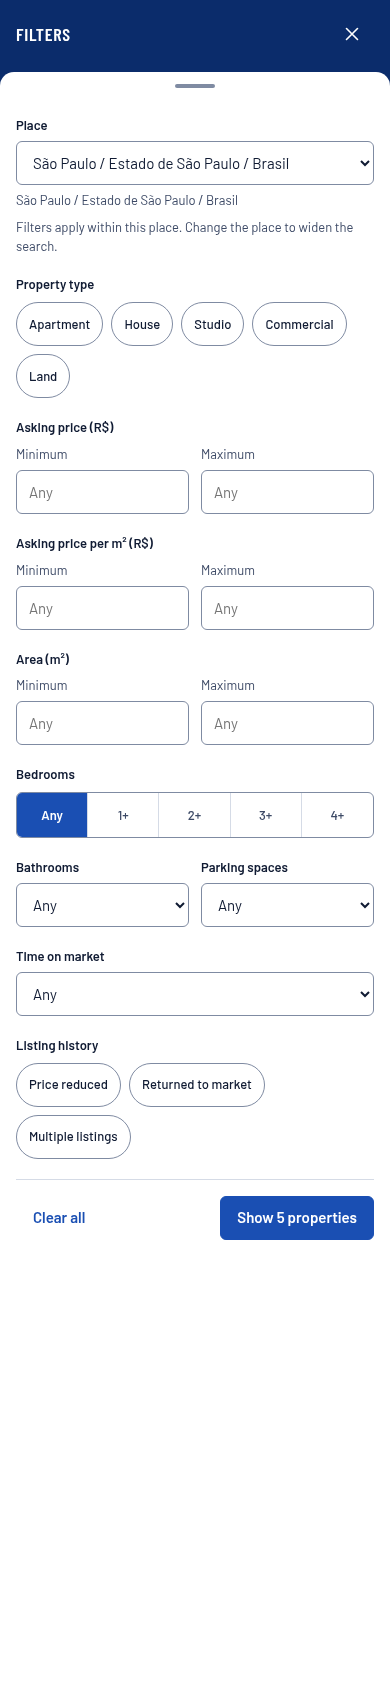 FILTERS
Place
São Paulo / Estado de São Paulo / Brasil
São Paulo / Estado de São Paulo / Brasil
Filters apply within this place. Change the place to widen the
search.
Property type
Apartment House Studio Commercial
Land
Asking price (R$)
Minimum Maximum
Any Any
Asking price per m² (R$)
Minimum Maximum
Any Any
Area (m²)
Minimum Maximum
Any Any
Bedrooms
Any 1+ 2+ 3+ 4+
Bathrooms Parking spaces
Any Any
Time on market
Any
Listing history
Price reduced Returned to market
Multiple listings
Clear all Show 5 properties